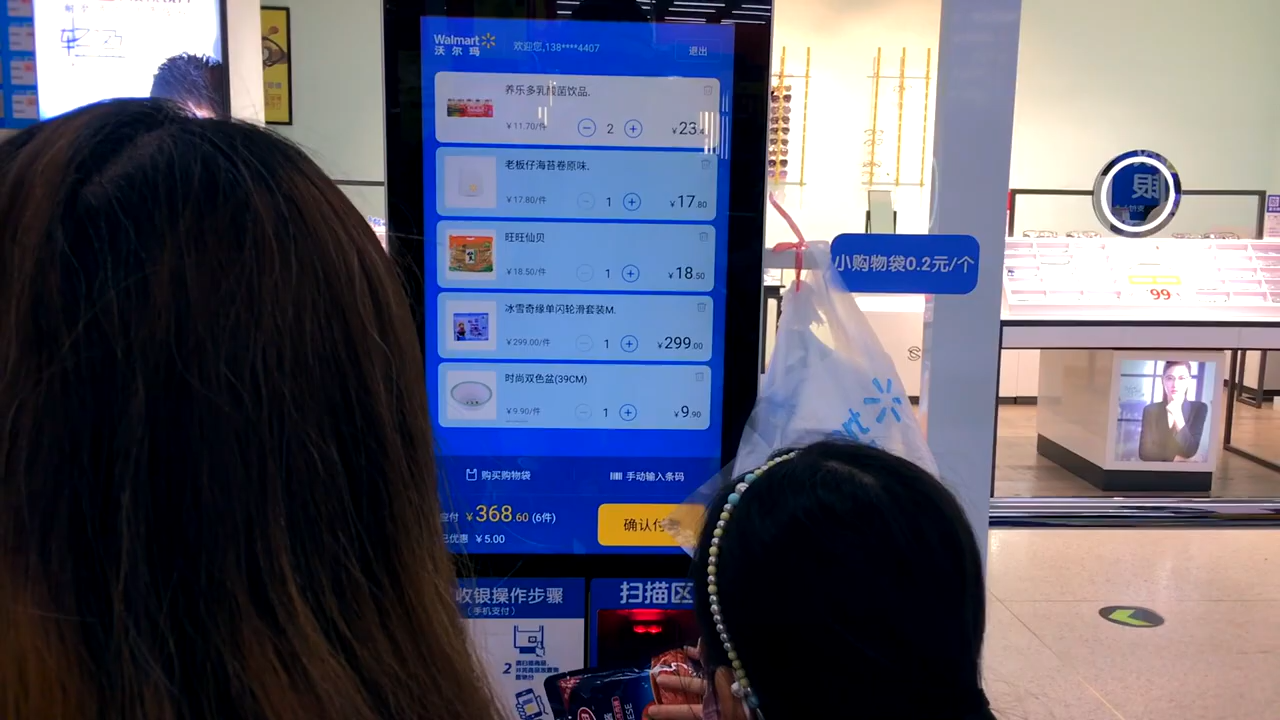 Walmart
沃尔玛
欢迎您,138****4407
退出
养乐多乳酸菌饮品.
￥11.70/件
2
￥23
老板仔海苔卷原味.
￥17.80/件
1
￥17.80
旺旺仙贝
￥18.50/件
1
￥18.50
冰雪奇缘单闪轮滑套装M.
￥299.00/件
1
￥299.00
时尚双色盆(39CM)
￥9.90/件
1
￥9.90
购买购物袋
手动输入条码
应付 ￥368.60 (6件)
已优惠 ￥5.00
确认付
收银操作步骤
(手机支付)
扫描区
2
小购物袋0.2元/个
99